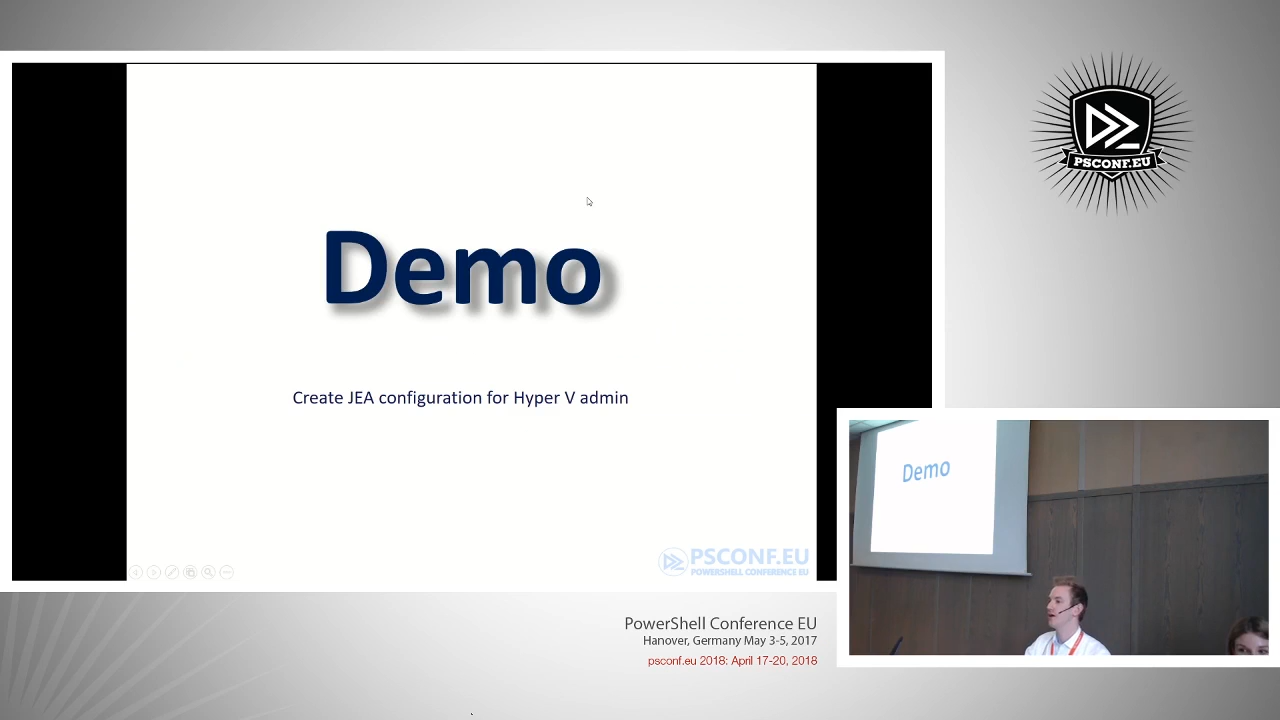 Demo
Create JEA configuration for Hyper V admin
PSCONF.EU
POWERSHELL CONFERENCE EU
PSCONF.EU
Demo
PowerShell Conference EU
Hanover, Germany May 3-5, 2017
psconf.eu 2018: April 17-20, 2018